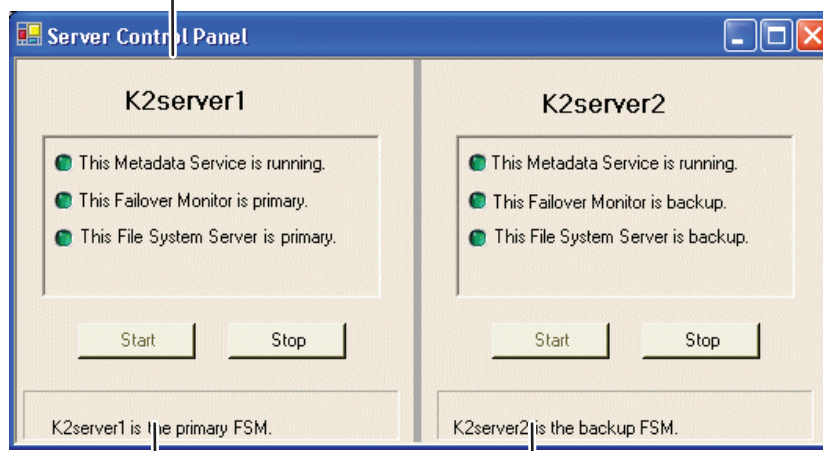 Server Control Panel
K2server1
This Metadata Service is running.
This Failover Monitor is primary.
This File System Server is primary.
Start
Stop
K2server1 is the primary FSM.
K2server2
This Metadata Service is running.
This Failover Monitor is backup.
This File System Server is backup.
Start
Stop
K2server2 is the backup FSM.